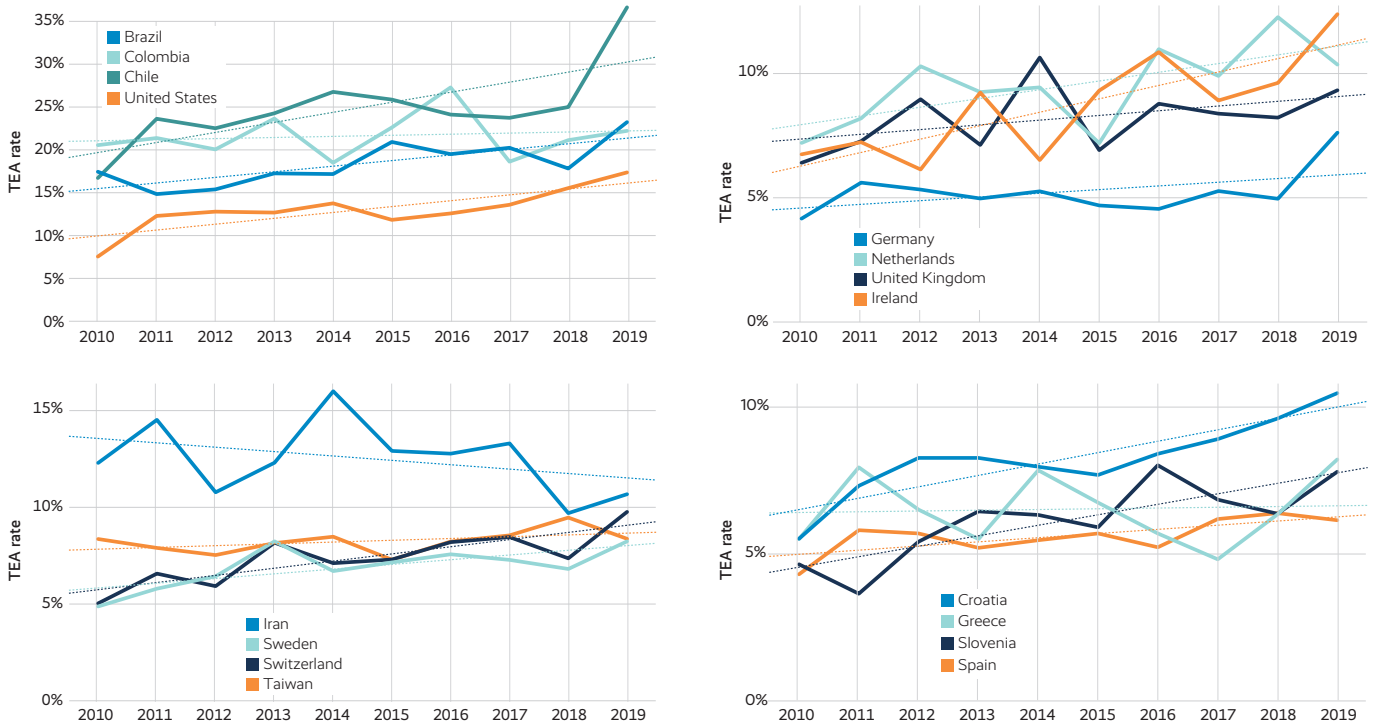 35%
30%
25%
20%
15%
10%
5%
0%
TEA rate
Brazil
Colombia
Chile
United States
2010 2011 2012 2013 2014 2015 2016 2017 2018 2019
10%
5%
0%
TEA rate
Germany
Netherlands
United Kingdom
Ireland
2010 2011 2012 2013 2014 2015 2016 2017 2018 2019
15%
10%
5%
0%
TEA rate
Iran
Sweden
Switzerland
Taiwan
2010 2011 2012 2013 2014 2015 2016 2017 2018 2019
10%
5%
0%
TEA rate
Croatia
Greece
Slovenia
Spain
2010 2011 2012 2013 2014 2015 2016 2017 2018 2019